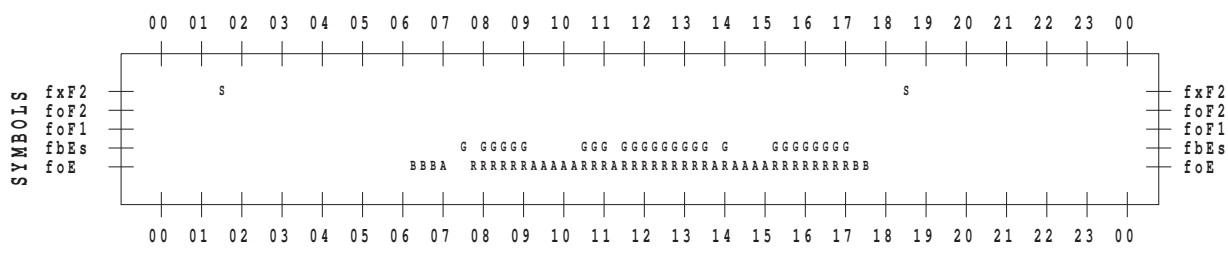 00 01 02 03 04 05 06 07 08 09 10 11 12 13 14 15 16 17 18 19 20 21 22 23 00
SYMBOLS
fxF2 S S fxF2
foF2 foF2
foF1 foF1
fbEs G GGGGG GGG GGGGGGGGG G GGGGGGGG fbEs
foE BBBA RRRRRRAAAAARRRARRRRRRRRRARAAAARRRRRRRRBB foE
00 01 02 03 04 05 06 07 08 09 10 11 12 13 14 15 16 17 18 19 20 21 22 23 00